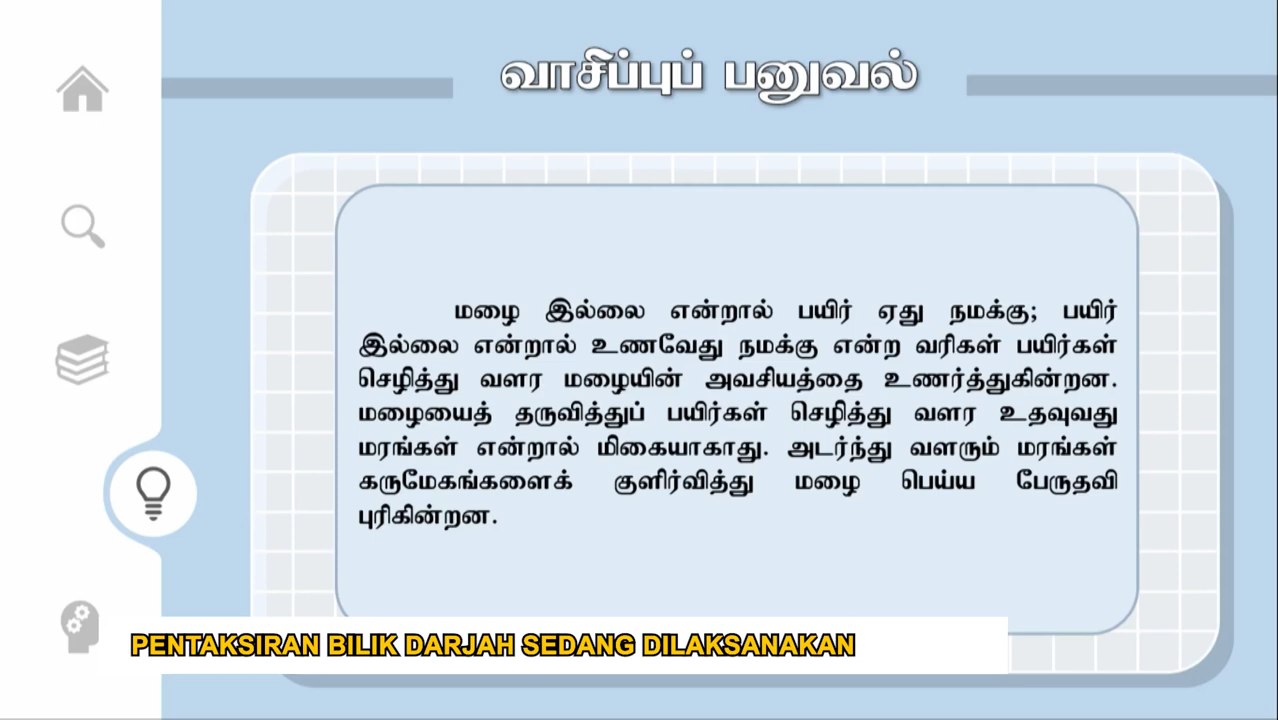 வாசிப்புப் பனுவல்
மழை இல்லை என்றால் பயிர் ஏது நமக்கு; பயிர்
இல்லை என்றால் உணவேது நமக்கு என்ற வரிகள் பயிர்கள்
செழித்து வளர மழையின் அவசியத்தை உணர்த்துகின்றன.
மழையைத் தருவித்துப் பயிர்கள் செழித்து வளர உதவுவது
மரங்கள் என்றால் மிகையாகாது. அடர்ந்து வளரும் மரங்கள்
கருமேகங்களைக் குளிர்வித்து மழை பெய்ய பேருதவி
புரிகின்றன.
PENTAKSIRAN BILIK DARJAH SEDANG DILAKSANAKAN